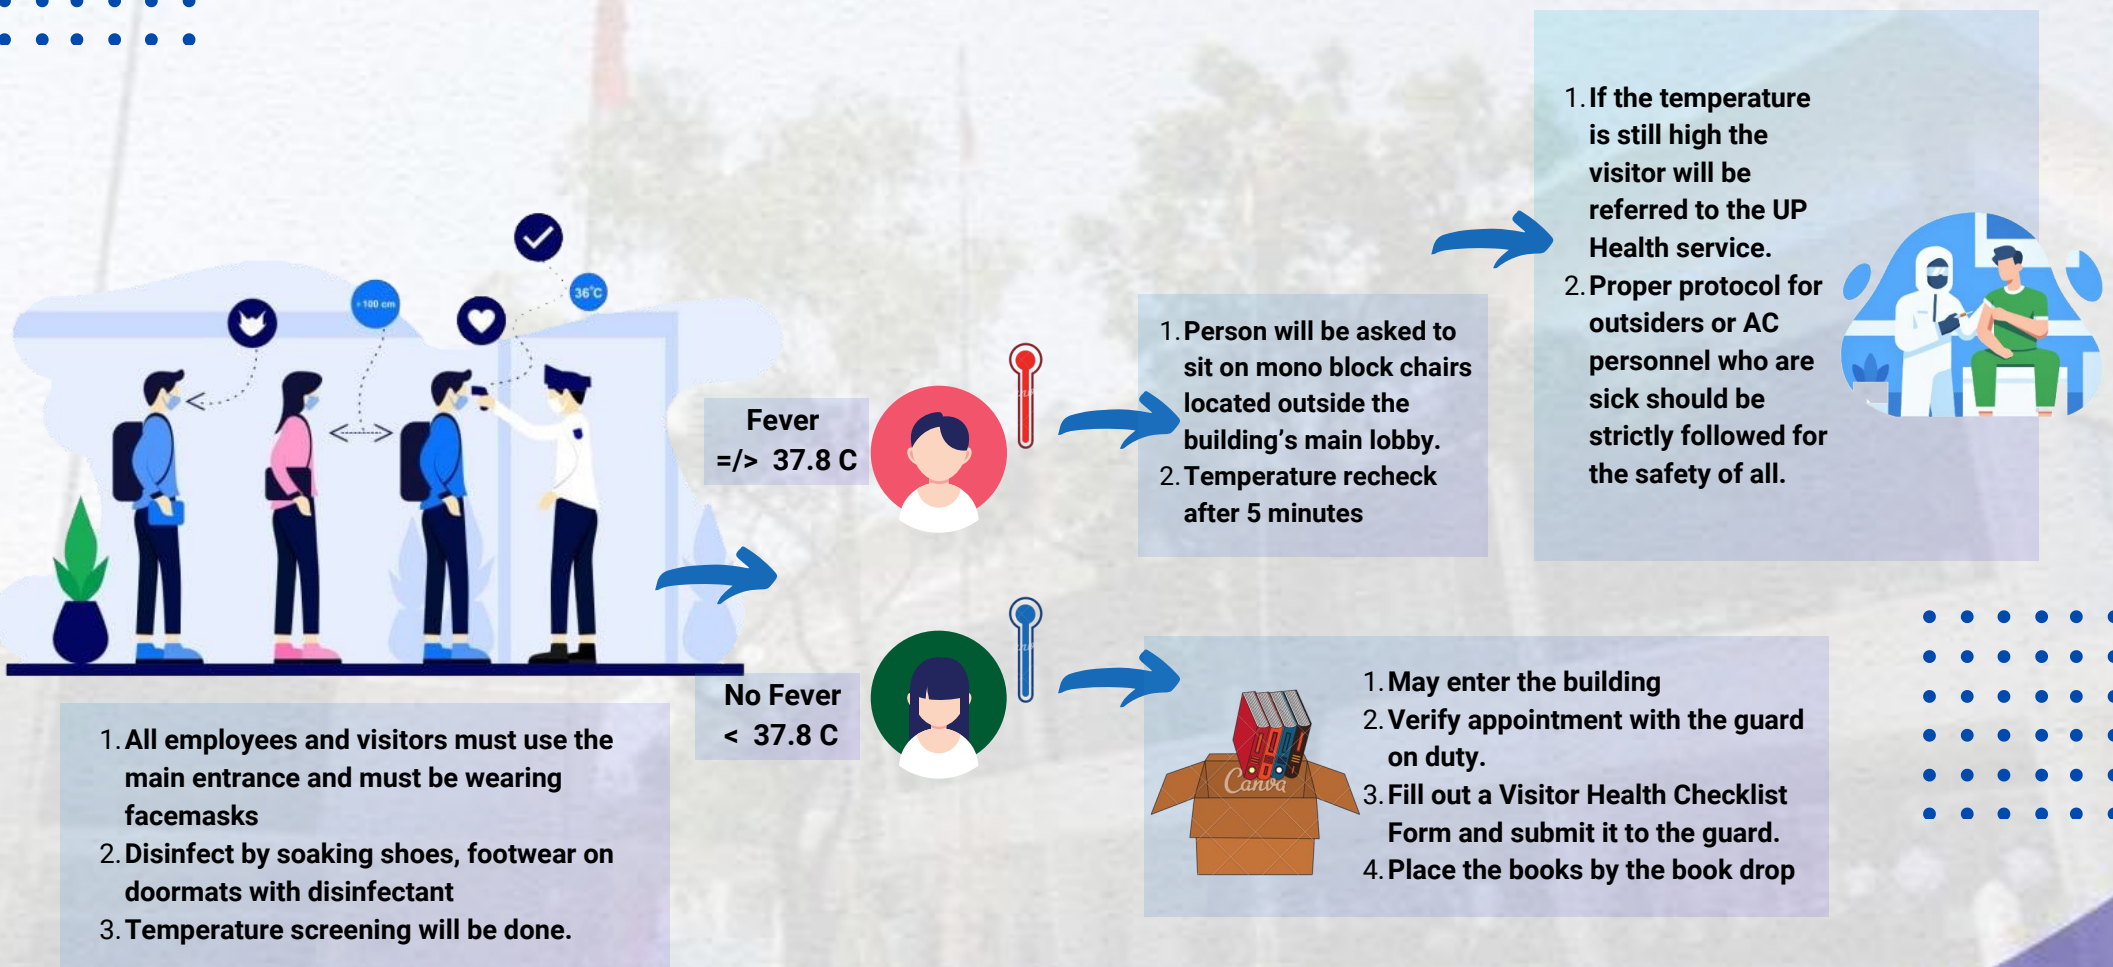 +100 cm
36°C
1. All employees and visitors must use the
main entrance and must be wearing
facemasks
2. Disinfect by soaking shoes, footwear on
doormats with disinfectant
3. Temperature screening will be done.
Fever
=/> 37.8 C
1. Person will be asked to
sit on mono block chairs
located outside the
building's main lobby.
2. Temperature recheck
after 5 minutes
1. If the temperature
is still high the
visitor will be
referred to the UP
Health service.
2. Proper protocol for
outsiders or AC
personnel who are
sick should be
strictly followed for
the safety of all.
No Fever
< 37.8 C
Canva
1. May enter the building
2. Verify appointment with the guard
on duty.
3. Fill out a Visitor Health Checklist
Form and submit it to the guard.
4. Place the books by the book drop